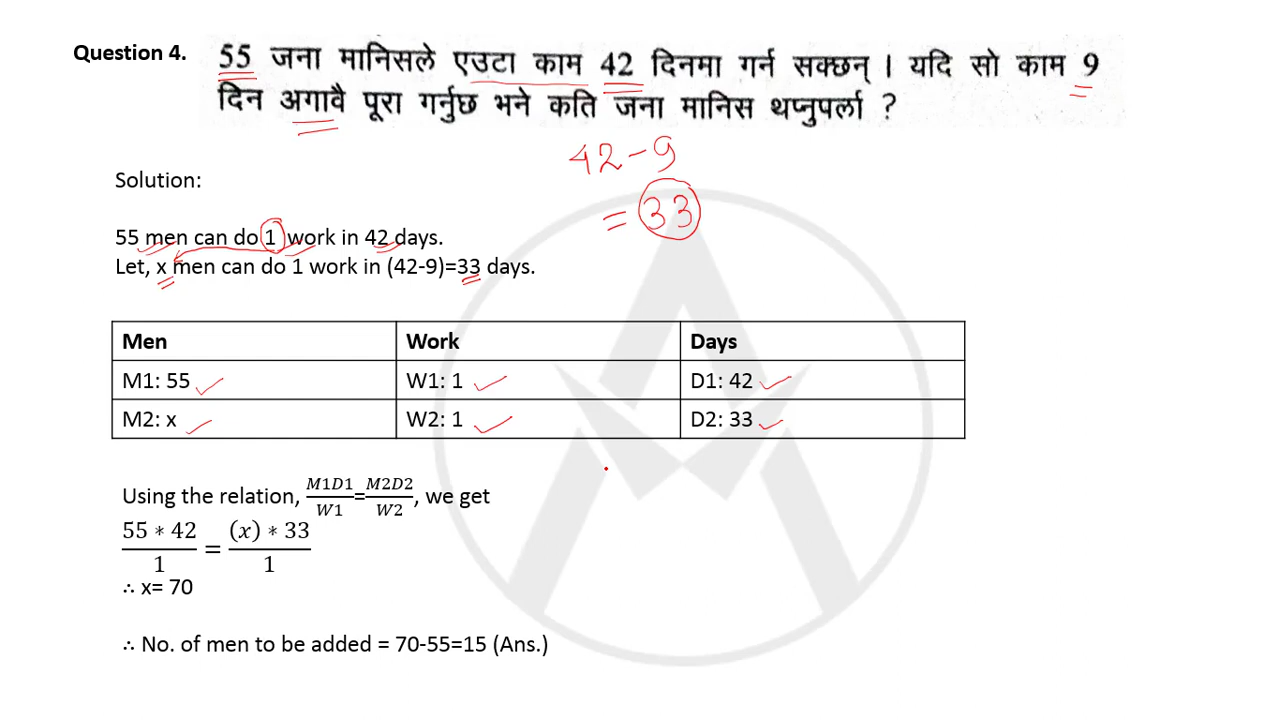 Question 4. 55 जना मानिसले एउटा काम 42 दिनमा गर्न सक्छन् । यदि सो काम 9
दिन अगावै पूरा गर्नुछ भने कति जना मानिस थप्नुपर्ला ?
42-9
= 33
Solution:
55 men can do 1 work in 42 days.
Let, x men can do 1 work in (42-9)=33 days.
Men Work Days
M1: 55 W1: 1 D1: 42
M2: x W2: 1 D2: 33
Using the relation, M1D1/W1=M2D2/W2, we get
55 * 42/1 = (x) * 33/1
∴ x= 70
∴ No. of men to be added = 70-55=15 (Ans.)